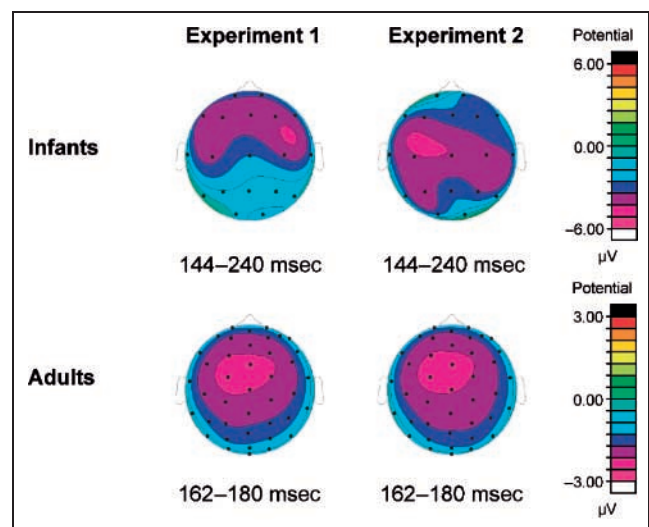 Experiment 1 Experiment 2 Potential
6.00
Infants 0.00
-6.00
144–240 msec 144–240 msec µV
Potential
3.00
Adults 0.00
-3.00
162–180 msec 162–180 msec µV